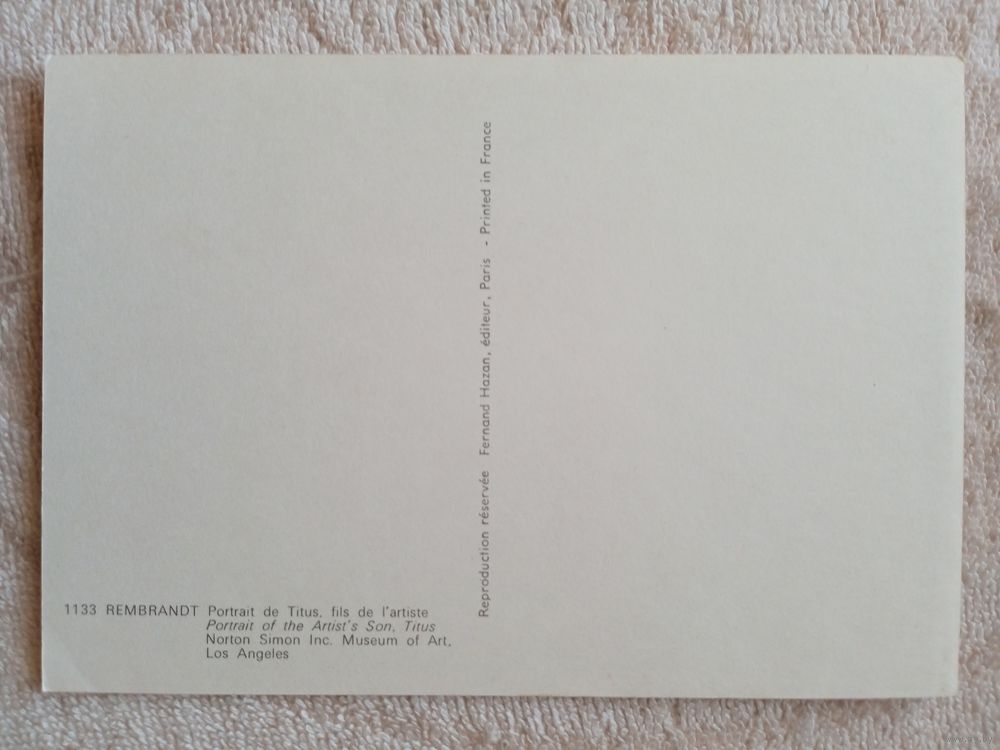 1133 REMBRANDT Portrait de Titus, fils de l'artiste
Portrait of the Artist's Son, Titus
Norton Simon Inc. Museum of Art,
Los Angeles
Reproduction réservée Fernand Hazan, éditeur, Paris - Printed in France